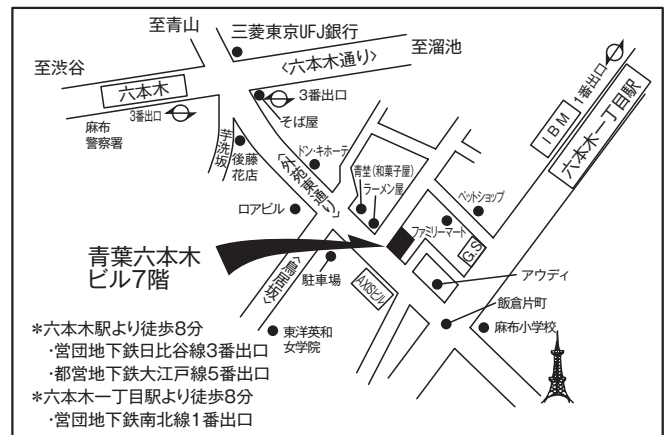 至青山
三菱東京UFJ銀行
至渋谷
〈六本木通り〉
至溜池
六本木
3番出口
麻布
警察署
3番出口
そば屋
芋洗坂
後藤
花店
ドン・キホーテ
〈外苑東通り〉
青埜(和菓子屋)
ラーメン屋
ペットショップ
ファミリーマート
G.S
IBM
1番出口
六本木一丁目駅
ロアビル
青葉六本木
ビル7階
〈鳥居坂〉
駐車場
AXISビル
アウディ
飯倉片町
麻布小学校
東洋英和
女学院
*六本木駅より徒歩8分
・営団地下鉄日比谷線3番出口
・都営地下鉄大江戸線5番出口
*六本木一丁目駅より徒歩8分
・営団地下鉄南北線1番出口